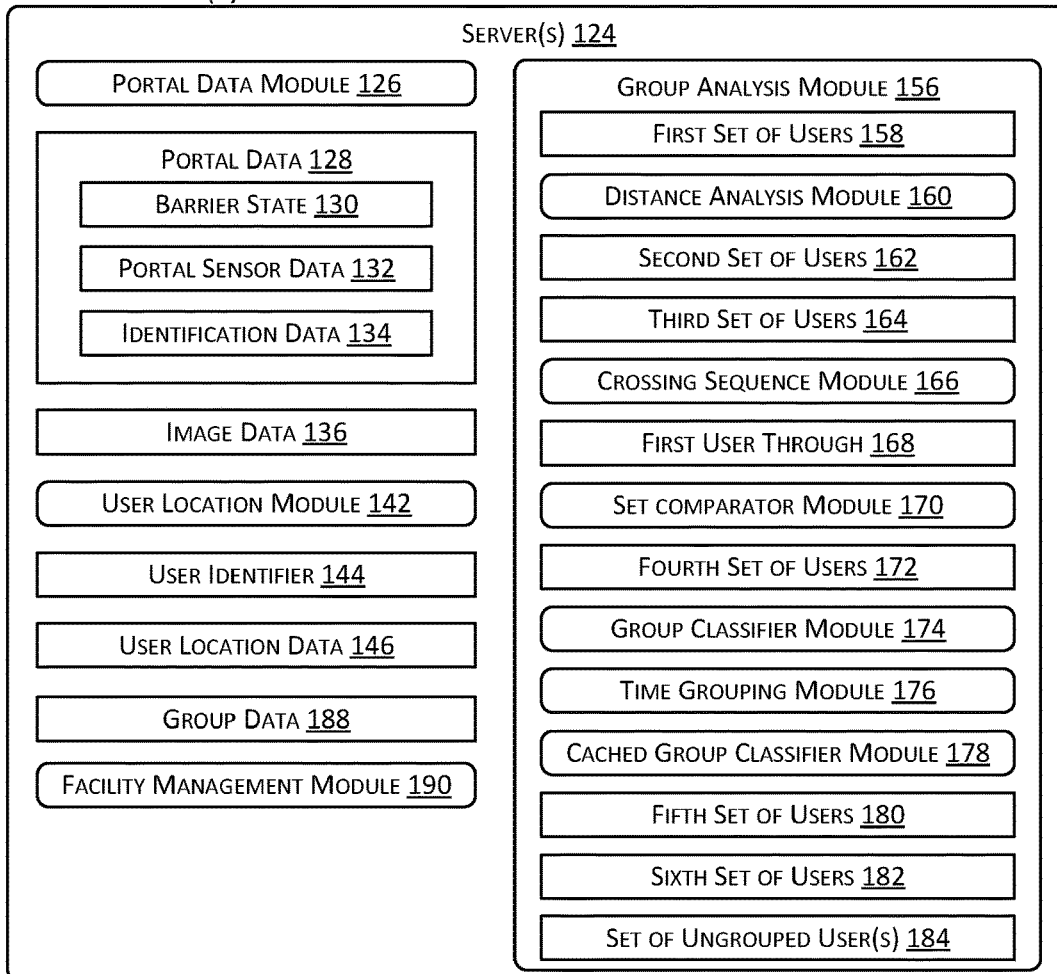 SERVER(S) 124
PORTAL DATA MODULE 126
PORTAL DATA 128
BARRIER STATE 130
PORTAL SENSOR DATA 132
IDENTIFICATION DATA 134
IMAGE DATA 136
USER LOCATION MODULE 142
USER IDENTIFIER 144
USER LOCATION DATA 146
GROUP DATA 188
FACILITY MANAGEMENT MODULE 190
GROUP ANALYSIS MODULE 156
FIRST SET OF USERS 158
DISTANCE ANALYSIS MODULE 160
SECOND SET OF USERS 162
THIRD SET OF USERS 164
CROSSING SEQUENCE MODULE 166
FIRST USER THROUGH 168
SET COMPARATOR MODULE 170
FOURTH SET OF USERS 172
GROUP CLASSIFIER MODULE 174
TIME GROUPING MODULE 176
CACHED GROUP CLASSIFIER MODULE 178
FIFTH SET OF USERS 180
SIXTH SET OF USERS 182
SET OF UNGROUPED USER(S) 184